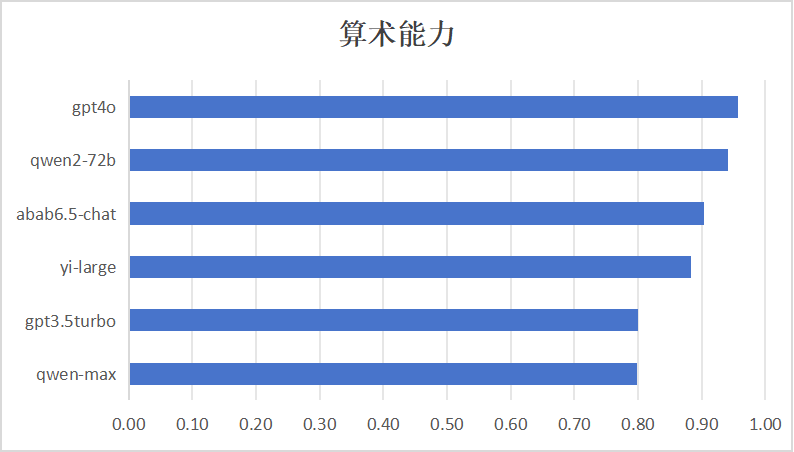 算术能力
gpt4o
qwen2-72b
abab6.5-chat
yi-large
gpt3.5turbo
qwen-max
0.00 0.10 0.20 0.30 0.40 0.50 0.60 0.70 0.80 0.90 1.00